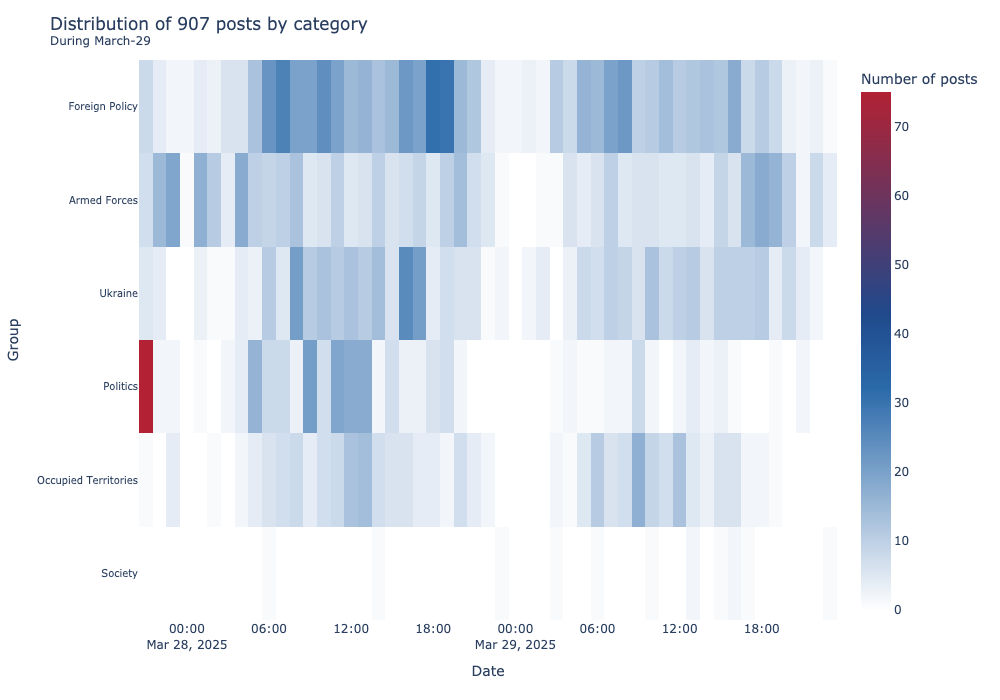 Distribution of 907 posts by category
During March-29
Number of posts
Foreign Policy
Armed Forces
Ukraine
Politics
Occupied Territories
Society
Group
70
60
50
40
30
20
10
0
00:00 06:00 12:00 18:00 00:00 06:00 12:00 18:00
Mar 28, 2025 Mar 29, 2025
Date